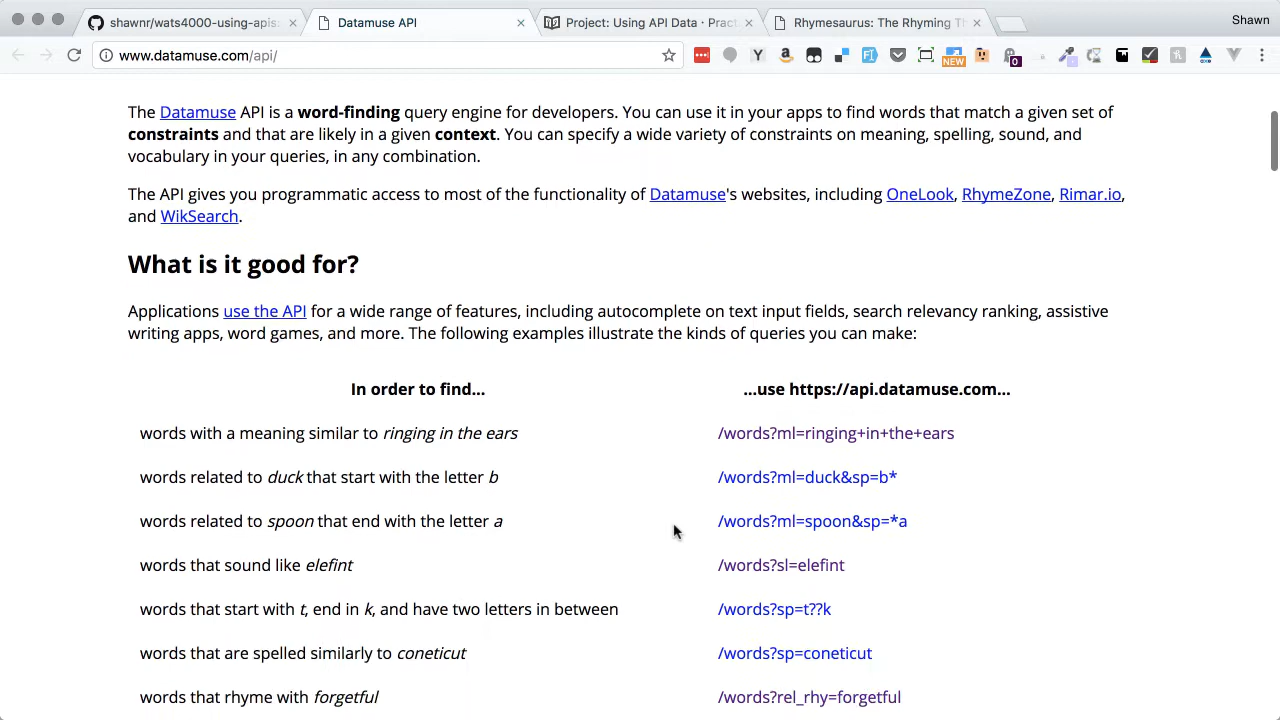 shawnr/wats4000-using-apis:
Datamuse API
Project: Using API Data · Prac
Rhymesaurus: The Rhyming Th
Shawn
www.datamuse.com/api/
NEW
0
The Datamuse API is a word-finding query engine for developers. You can use it in your apps to find words that match a given set of
constraints and that are likely in a given context. You can specify a wide variety of constraints on meaning, spelling, sound, and
vocabulary in your queries, in any combination.
The API gives you programmatic access to most of the functionality of Datamuse's websites, including OneLook, RhymeZone, Rimar.io,
and WikSearch.
What is it good for?
Applications use the API for a wide range of features, including autocomplete on text input fields, search relevancy ranking, assistive
writing apps, word games, and more. The following examples illustrate the kinds of queries you can make:
In order to find... ...use https://api.datamuse.com...
words with a meaning similar to ringing in the ears /words?ml=ringing+in+the+ears
words related to duck that start with the letter b /words?ml=duck&sp=b*
words related to spoon that end with the letter a /words?ml=spoon&sp=*a
words that sound like elefint /words?sl=elefint
words that start with t, end in k, and have two letters in between /words?sp=t??k
words that are spelled similarly to coneticut /words?sp=coneticut
words that rhyme with forgetful /words?rel_rhy=forgetful